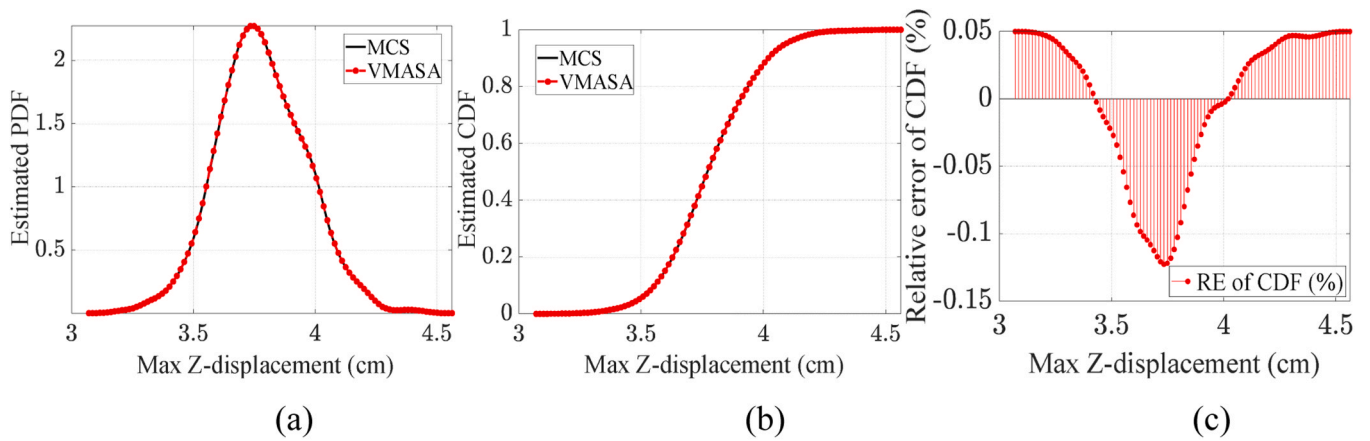 Estimated PDF
2
1.5
1
0.5
3
3.5
4
4.5
MCS
VMASA
Max Z-displacement (cm)
(a)
Estimated CDF
1
0.8
0.6
0.4
0.2
0
3
3.5
4
4.5
MCS
VMASA
Max Z-displacement (cm)
(b)
Relative error of CDF (%)
0.05
0
-0.05
-0.1
-0.15
3
3.5
4
4.5
RE of CDF (%)
Max Z-displacement (cm)
(c)